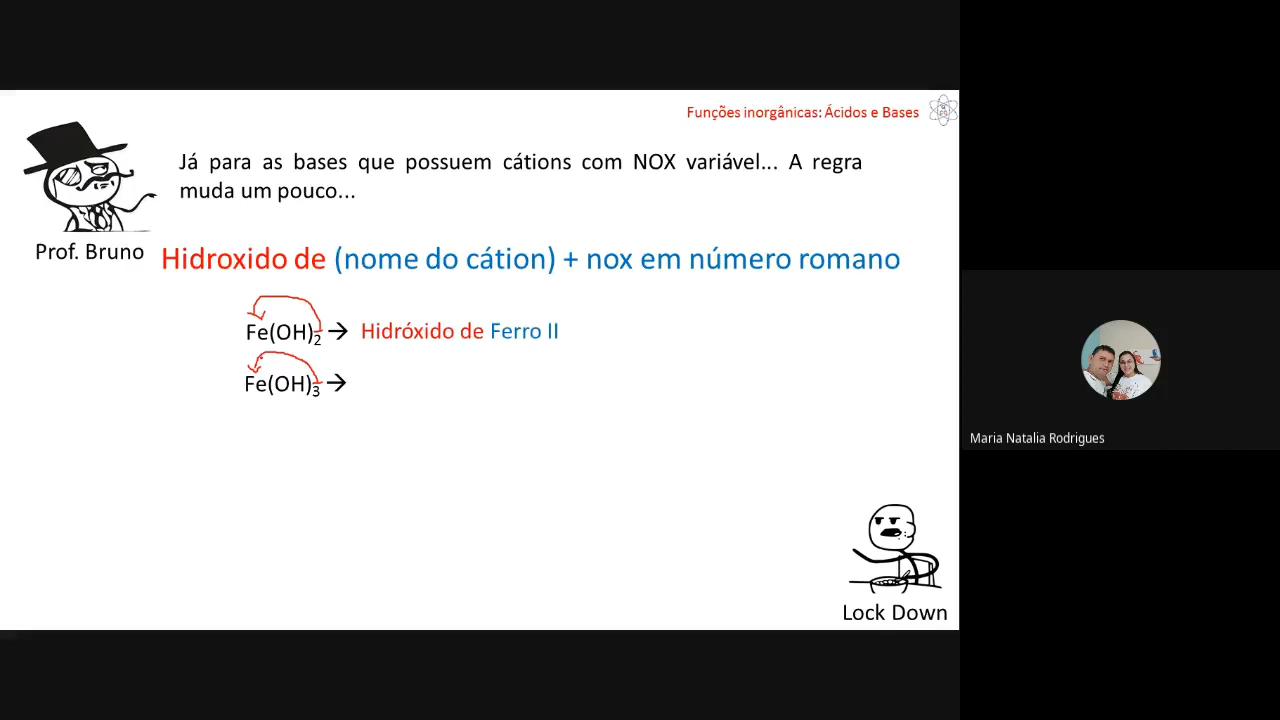 Funções inorgânicas: Ácidos e Bases
Já para as bases que possuem cátions com NOX variável... A regra
muda um pouco...
Prof. Bruno
Hidroxido de (nome do cátion) + nox em número romano
Fe(OH)₂ → Hidróxido de Ferro II
Fe(OH)₃ →
Maria Natalia Rodrigues
Lock Down